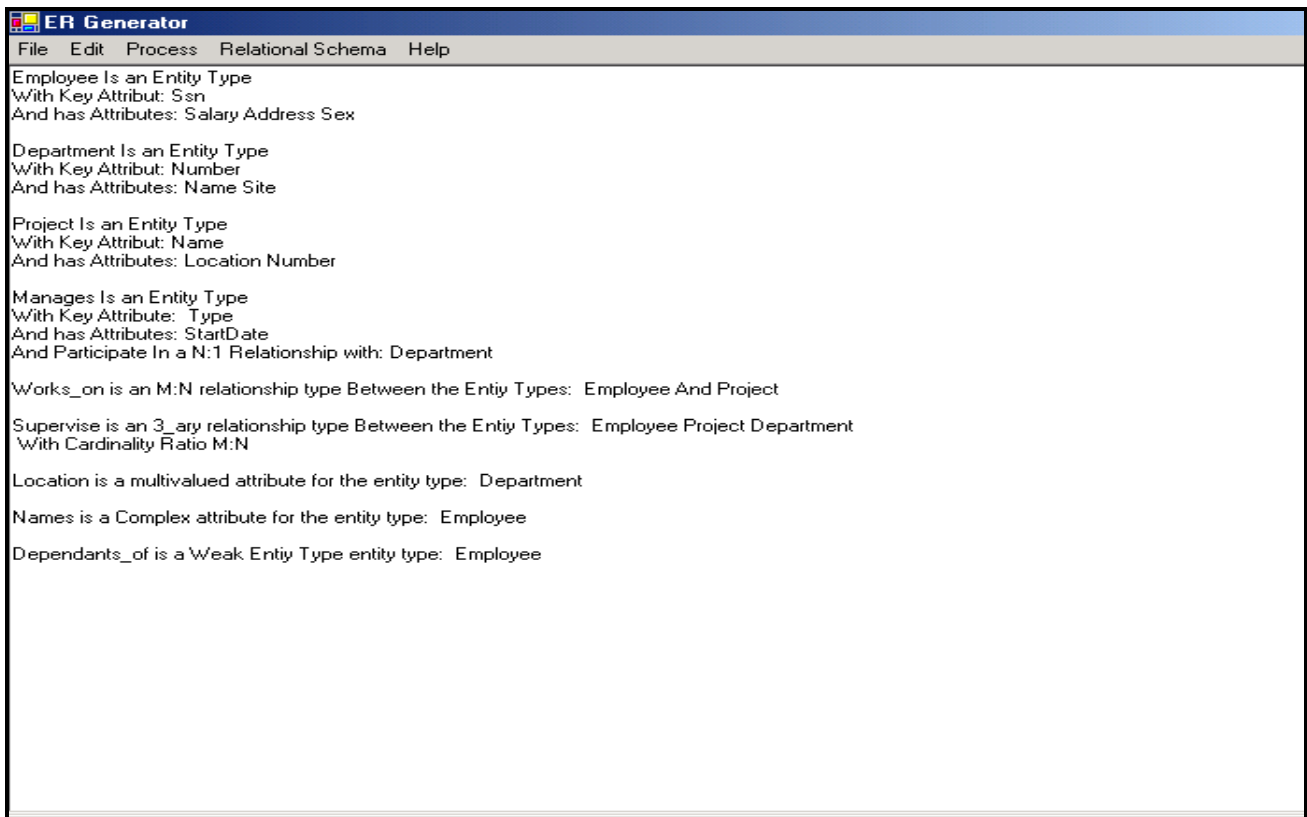 ER Generator
File Edit Process Relational Schema Help
Employee Is an Entity Type
With Key Attribut: Ssn
And has Attributes: Salary Address Sex
Department Is an Entity Type
With Key Attribut: Number
And has Attributes: Name Site
Project Is an Entity Type
With Key Attribut: Name
And has Attributes: Location Number
Manages Is an Entity Type
With Key Attribute:  Type
And has Attributes: StartDate
And Participate In a N:1 Relationship with: Department
Works_on is an M:N relationship type Between the Entiy Types:  Employee And Project
Supervise is an 3_ary relationship type Between the Entiy Types:  Employee Project Department
With Cardinality Ratio M:N
Location is a multivalued attribute for the entity type:  Department
Names is a Complex attribute for the entity type:  Employee
Dependants_of is a Weak Entiy Type entity type:  Employee